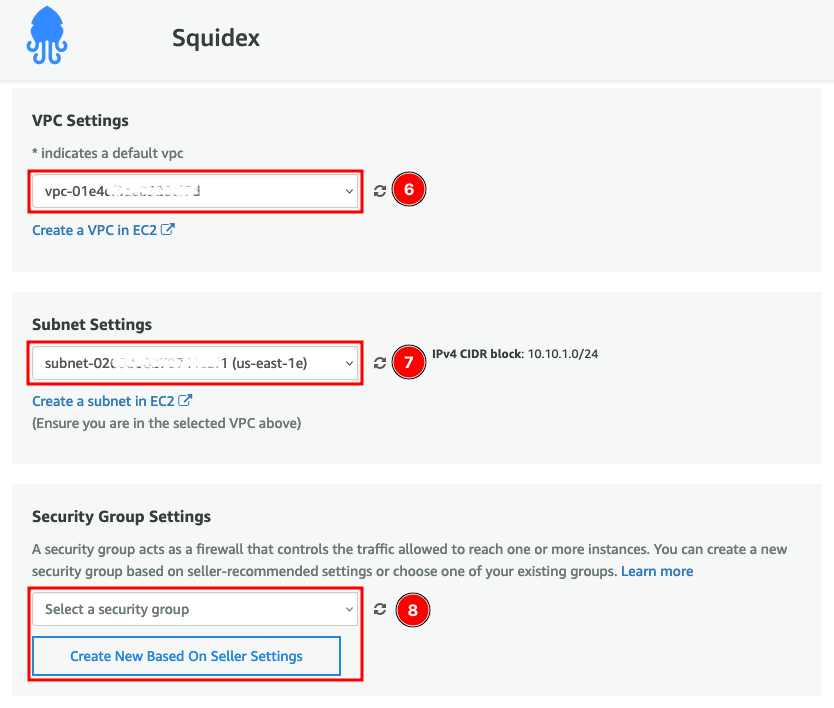 Squidex
VPC Settings
* indicates a default vpc
vpc-01e4
6
Create a VPC in EC2
Subnet Settings
subnet-020 1 (us-east-1e)
7
IPv4 CIDR block: 10.10.1.0/24
Create a subnet in EC2
(Ensure you are in the selected VPC above)
Security Group Settings
A security group acts as a firewall that controls the traffic allowed to reach one or more instances. You can create a new
security group based on seller-recommended settings or choose one of your existing groups. Learn more
Select a security group
8
Create New Based On Seller Settings